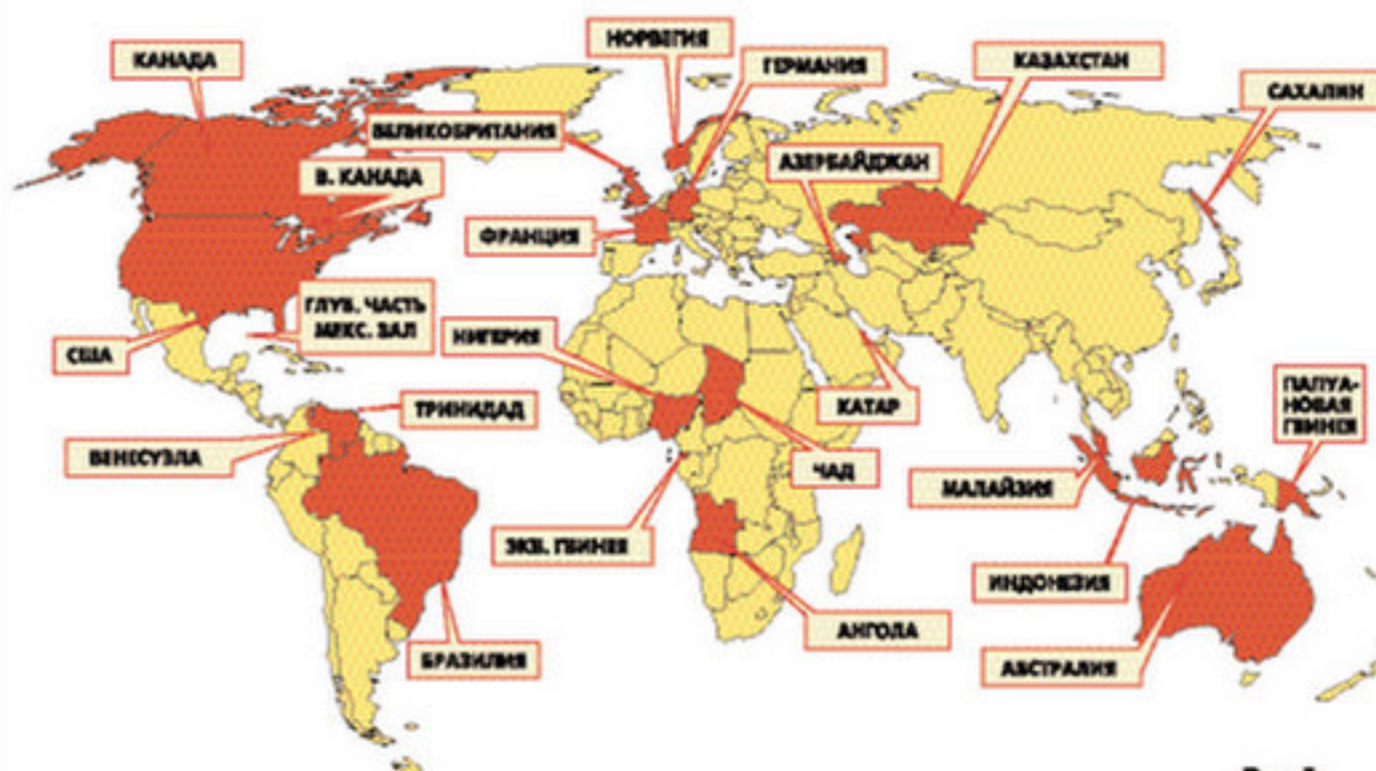 НОРВЕГИЯ
КАНАДА
ГЕРМАНИЯ
КАЗАХСТАН
САХАЛИН
ВЕЛИКОБРИТАНИЯ
АЗЕРБАЙДЖАН
В. КАНАДА
ФРАНЦИЯ
ГЛУБ. ЧАСТЬ
МЕКС. ЗАЛ
НИГЕРИЯ
США
ТРИНИДАД
КАТАР
ПАПУА-
НОВАЯ
ГВИНЕЯ
ВЕНЕСУЭЛА
ЧАД
МАЛАЙЗИЯ
ЭКВ. ГВИНЕЯ
ИНДОНЕЗИЯ
АНГОЛА
БРАЗИЛИЯ
АВСТРАЛИЯ